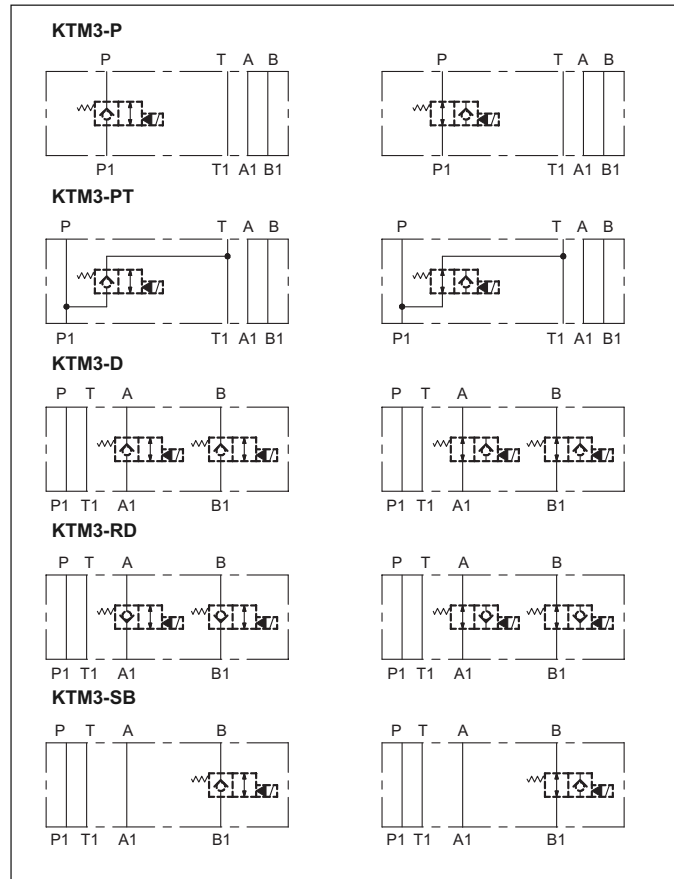 KTM3-P
P T A B P T A B
P1 T1 A1 B1 P1 T1 A1 B1
KTM3-PT
P T A B P T A B
P1 T1 A1 B1 P1 T1 A1 B1
KTM3-D
P T A B P T A B
P1 T1 A1 B1 P1 T1 A1 B1
KTM3-RD
P T A B P T A B
P1 T1 A1 B1 P1 T1 A1 B1
KTM3-SB
P T A B P T A B
P1 T1 A1 B1 P1 T1 A1 B1